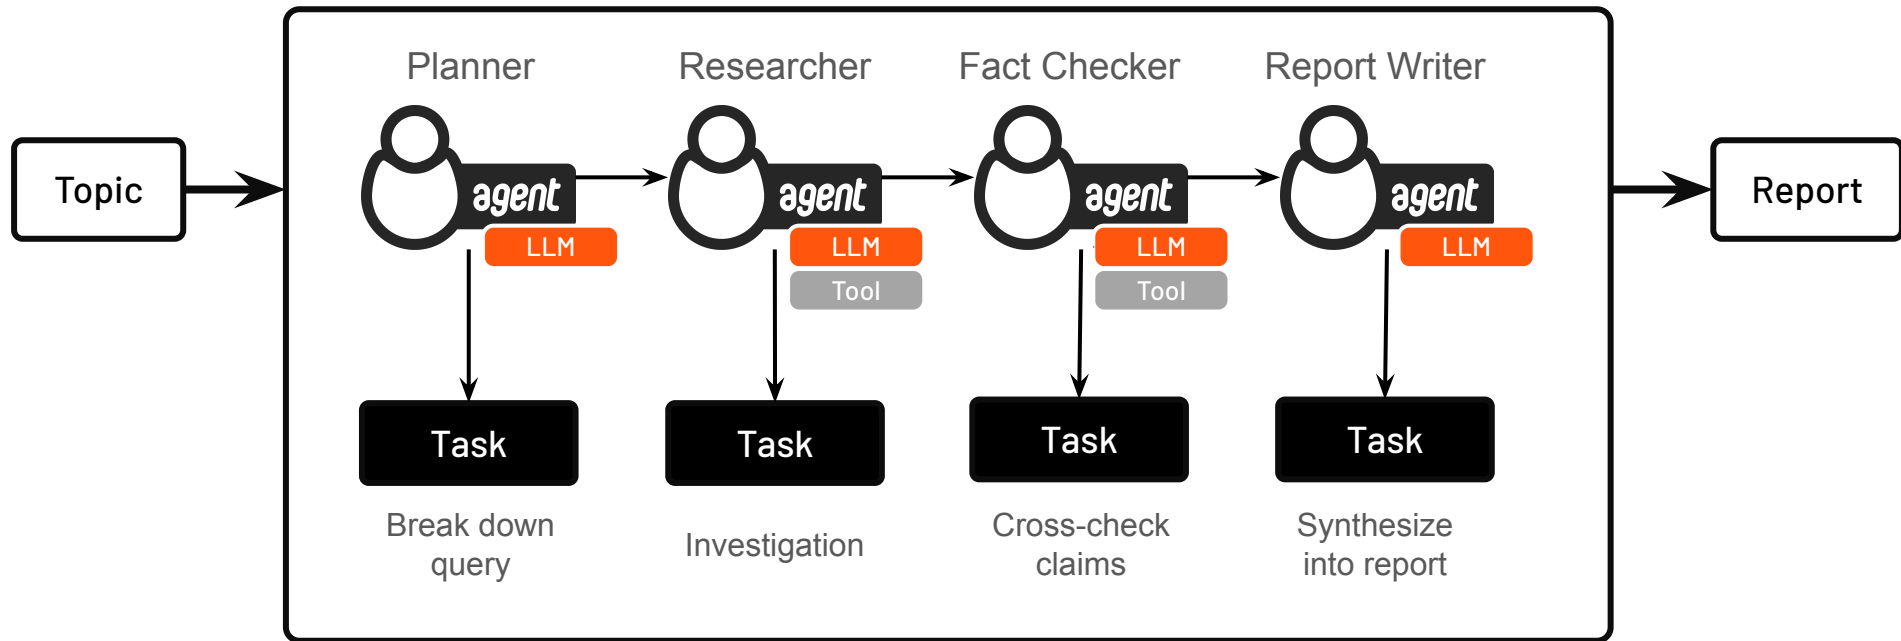 Planner
Researcher
Fact Checker
Report Writer
Topic
agent
agent
agent
agent
Report
LLM
LLM
LLM
LLM
Tool
Tool
Task
Task
Task
Task
Break down
query
Investigation
Cross-check
claims
Synthesize
into report